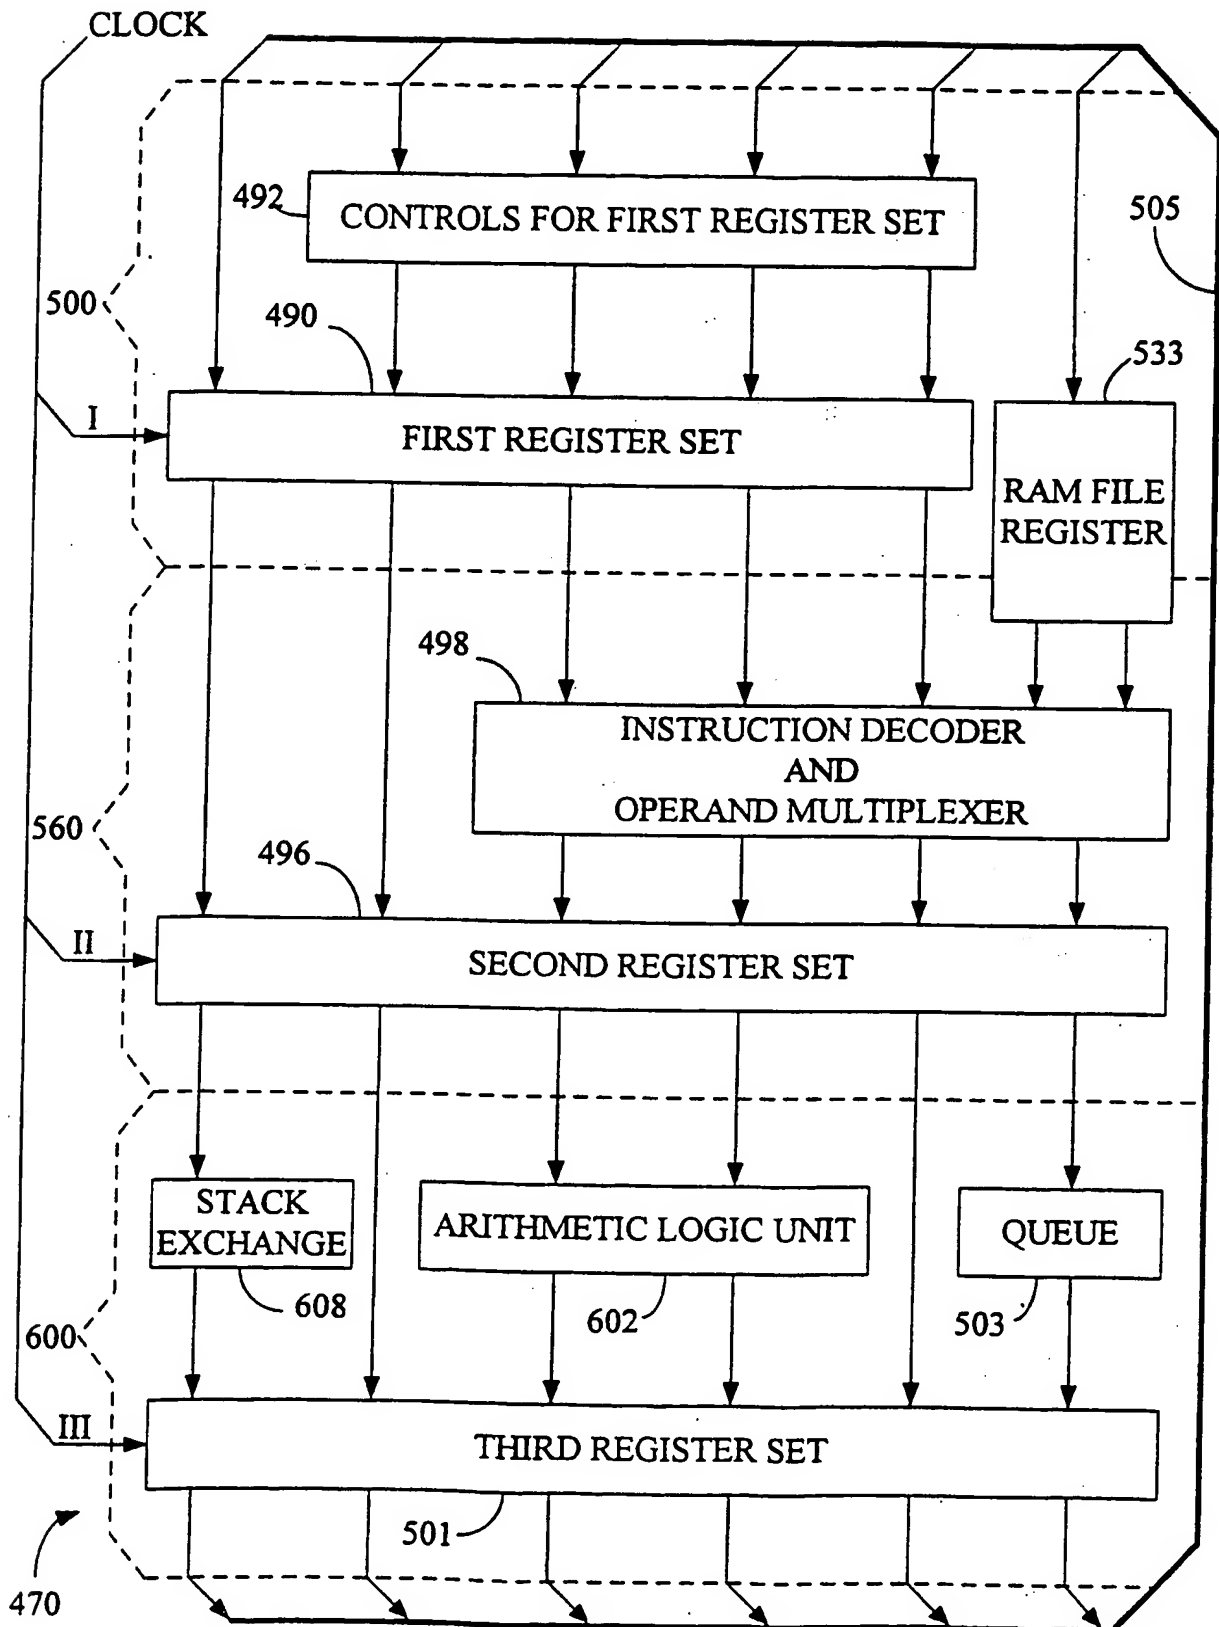 CLOCK
492
CONTROLS FOR FIRST REGISTER SET
505
500
490
533
I
FIRST REGISTER SET
RAM FILE
REGISTER
498
INSTRUCTION DECODER
AND
OPERAND MULTIPLEXER
560
496
II
SECOND REGISTER SET
STACK
EXCHANGE
ARITHMETIC LOGIC UNIT
QUEUE
608
602
503
600
III
THIRD REGISTER SET
501
470